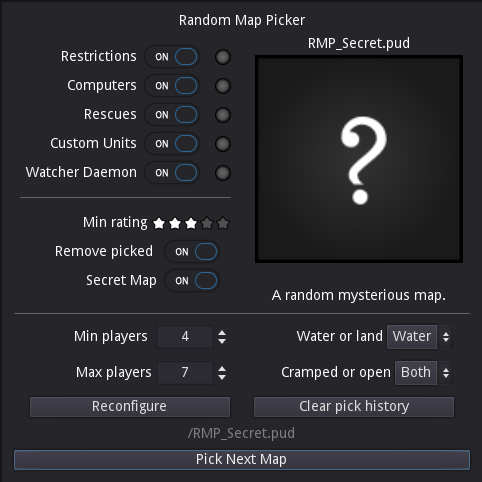 Random Map Picker
Restrictions ON
Computers ON
Rescues ON
Custom Units ON
Watcher Daemon ON
RMP_Secret.pud
?
Min rating
Remove picked ON
Secret Map ON
A random mysterious map.
Min players 4 Water or land Water
Max players 7 Cramped or open Both
Reconfigure Clear pick history
/RMP_Secret.pud
Pick Next Map